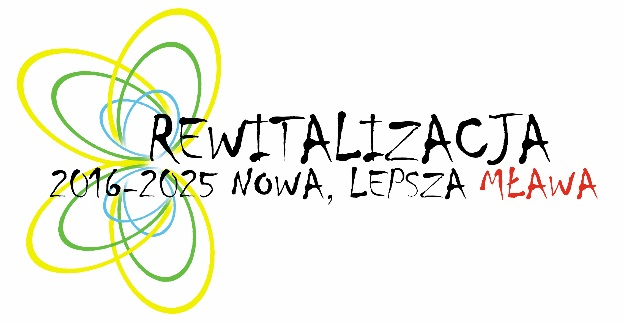 REWITALIZACJA
2016-2025 NOWA, LEPSZA MŁAWA